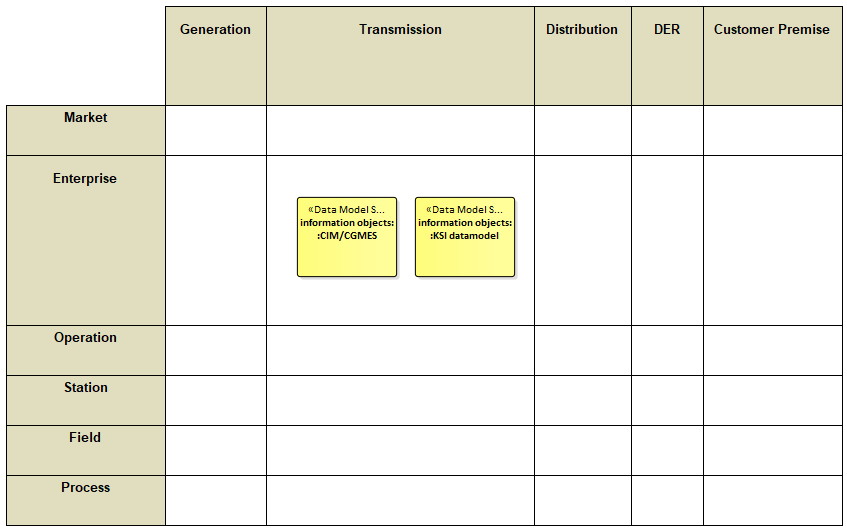 Generation Transmission Distribution DER Customer Premise
Market
Enterprise
«Data Model S... «Data Model S...
information objects: information objects:
:CIM/CGMES :KSI datamodel
Operation
Station
Field
Process